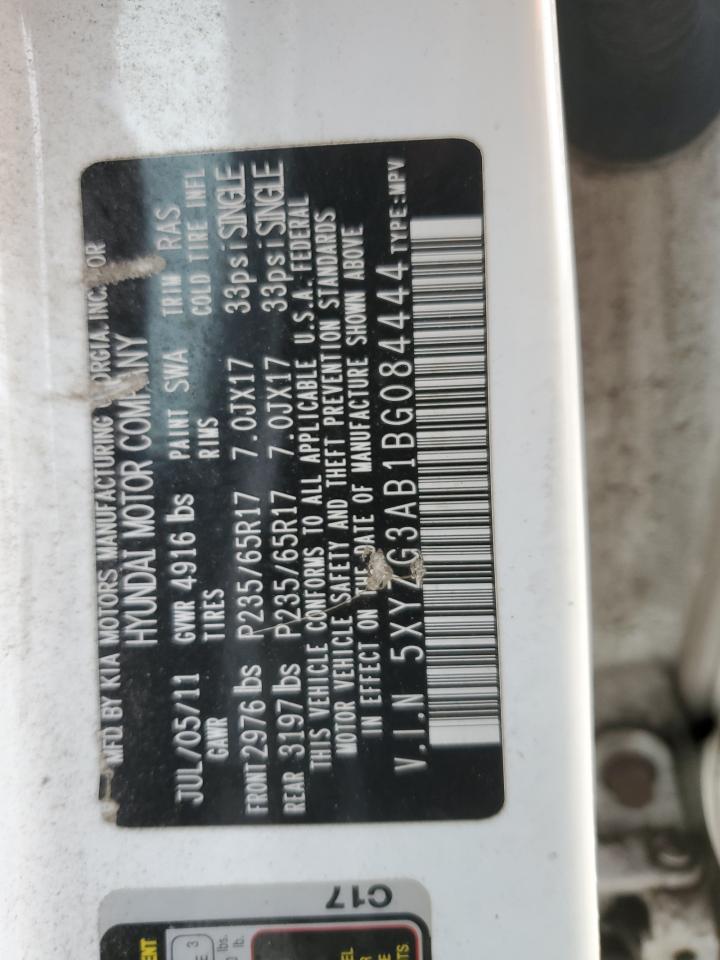 MFD BY KIA MOTORS MANUFACTURING GEORGIA. INC. FOR
HYUNDAI MOTOR COMPANY
JUL/05/11 GVWR 4916 lbs PAINT SWA TRIM RAS
GAWR TIRES RIMS COLD TIRE INFL
FRONT 2976 lbs P235/65R17 7.0JX17 33psi SINGLE
REAR 3197 lbs P235/65R17 7.0JX17 33psi SINGLE
THIS VEHICLE CONFORMS TO ALL APPLICABLE U.S.A. FEDERAL
MOTOR VEHICLE SAFETY AND THEFT PREVENTION STANDARDS
IN EFFECT ON THE DATE OF MANUFACTURE SHOWN ABOVE
V.I.N 5XYZG3AB1BG084444 TYPE:MPV
C17
3
lbs.
lb.